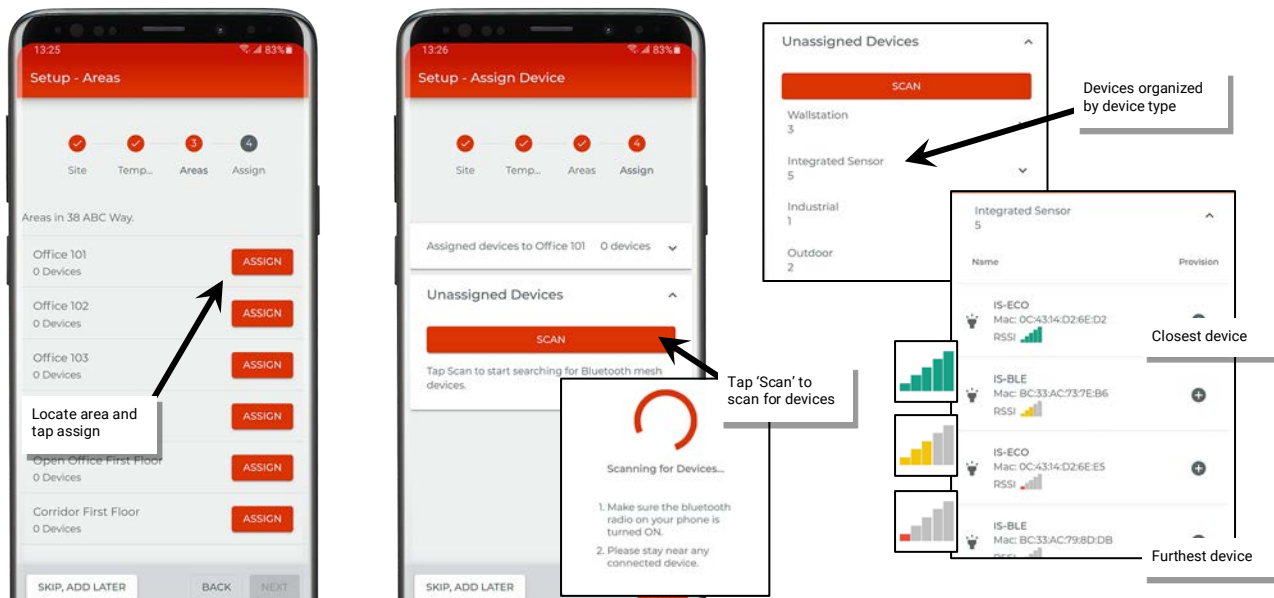 13:25
83%
Setup - Areas
3
4
Site
Temp...
Areas
Assign
Areas in 38 ABC Way.
Office 101
0 Devices
ASSIGN
Office 102
0 Devices
ASSIGN
Office 103
0 Devices
ASSIGN
Locate area and
tap assign
ASSIGN
Open Office First Floor
0 Devices
ASSIGN
Corridor First Floor
0 Devices
ASSIGN
SKIP, ADD LATER
BACK
NEXT
13:26
83%
Setup - Assign Device
4
Site
Temp...
Areas
Assign
Assigned devices to Office 101
0 devices
Unassigned Devices
SCAN
Tap Scan to start searching for Bluetooth mesh
devices.
SKIP, ADD LATER
Tap ‘Scan’ to
scan for devices
Scanning for Devices...
1. Make sure the bluetooth
radio on your phone is
turned ON.
2. Please stay near any
connected device.
Unassigned Devices
SCAN
Wallstation
3
Integrated Sensor
5
Industrial
1
Outdoor
2
Devices organized
by device type
Integrated Sensor
5
Name
Provision
IS-ECO
Mac: 0C:43:14:D2:6E:D2
RSSI
Closest device
IS-BLE
Mac: BC:33:AC:73:7E:B6
RSSI
IS-ECO
Mac: 0C:43:14:D2:6E:E5
RSSI
IS-BLE
Mac: BC:33:AC:79:8D:DB
Furthest device